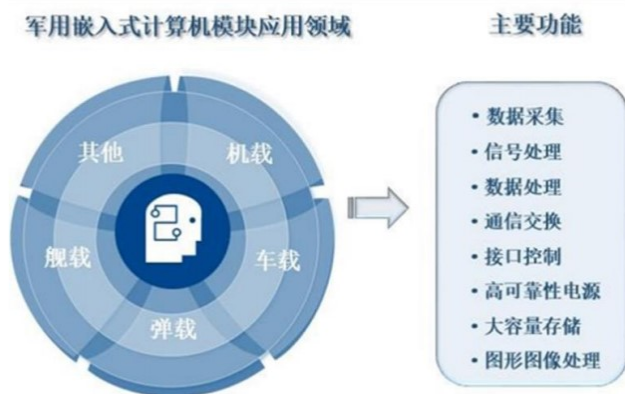 军用嵌入式计算机模块应用领域
主要功能
其他
机载
舰载
车载
弹载
• 数据采集
• 信号处理
• 数据处理
• 通信交换
• 接口控制
• 高可靠性电源
• 大容量存储
• 图形图像处理